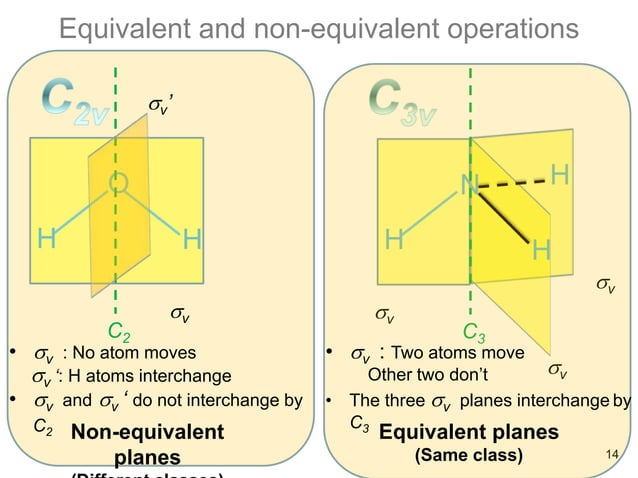 Equivalent and non-equivalent operations
C2v
σv’
O
H
H
σv
C2
• σv : No atom moves
σv ‘: H atoms interchange
• σv and σv ‘ do not interchange by
C2
Non-equivalent
planes
(Different classes)
C3v
N
H
H
H
σv
σv
σv
C3
• σv : Two atoms move
Other two don’t
• The three σv planes interchange by
C3
Equivalent planes
(Same class)
14